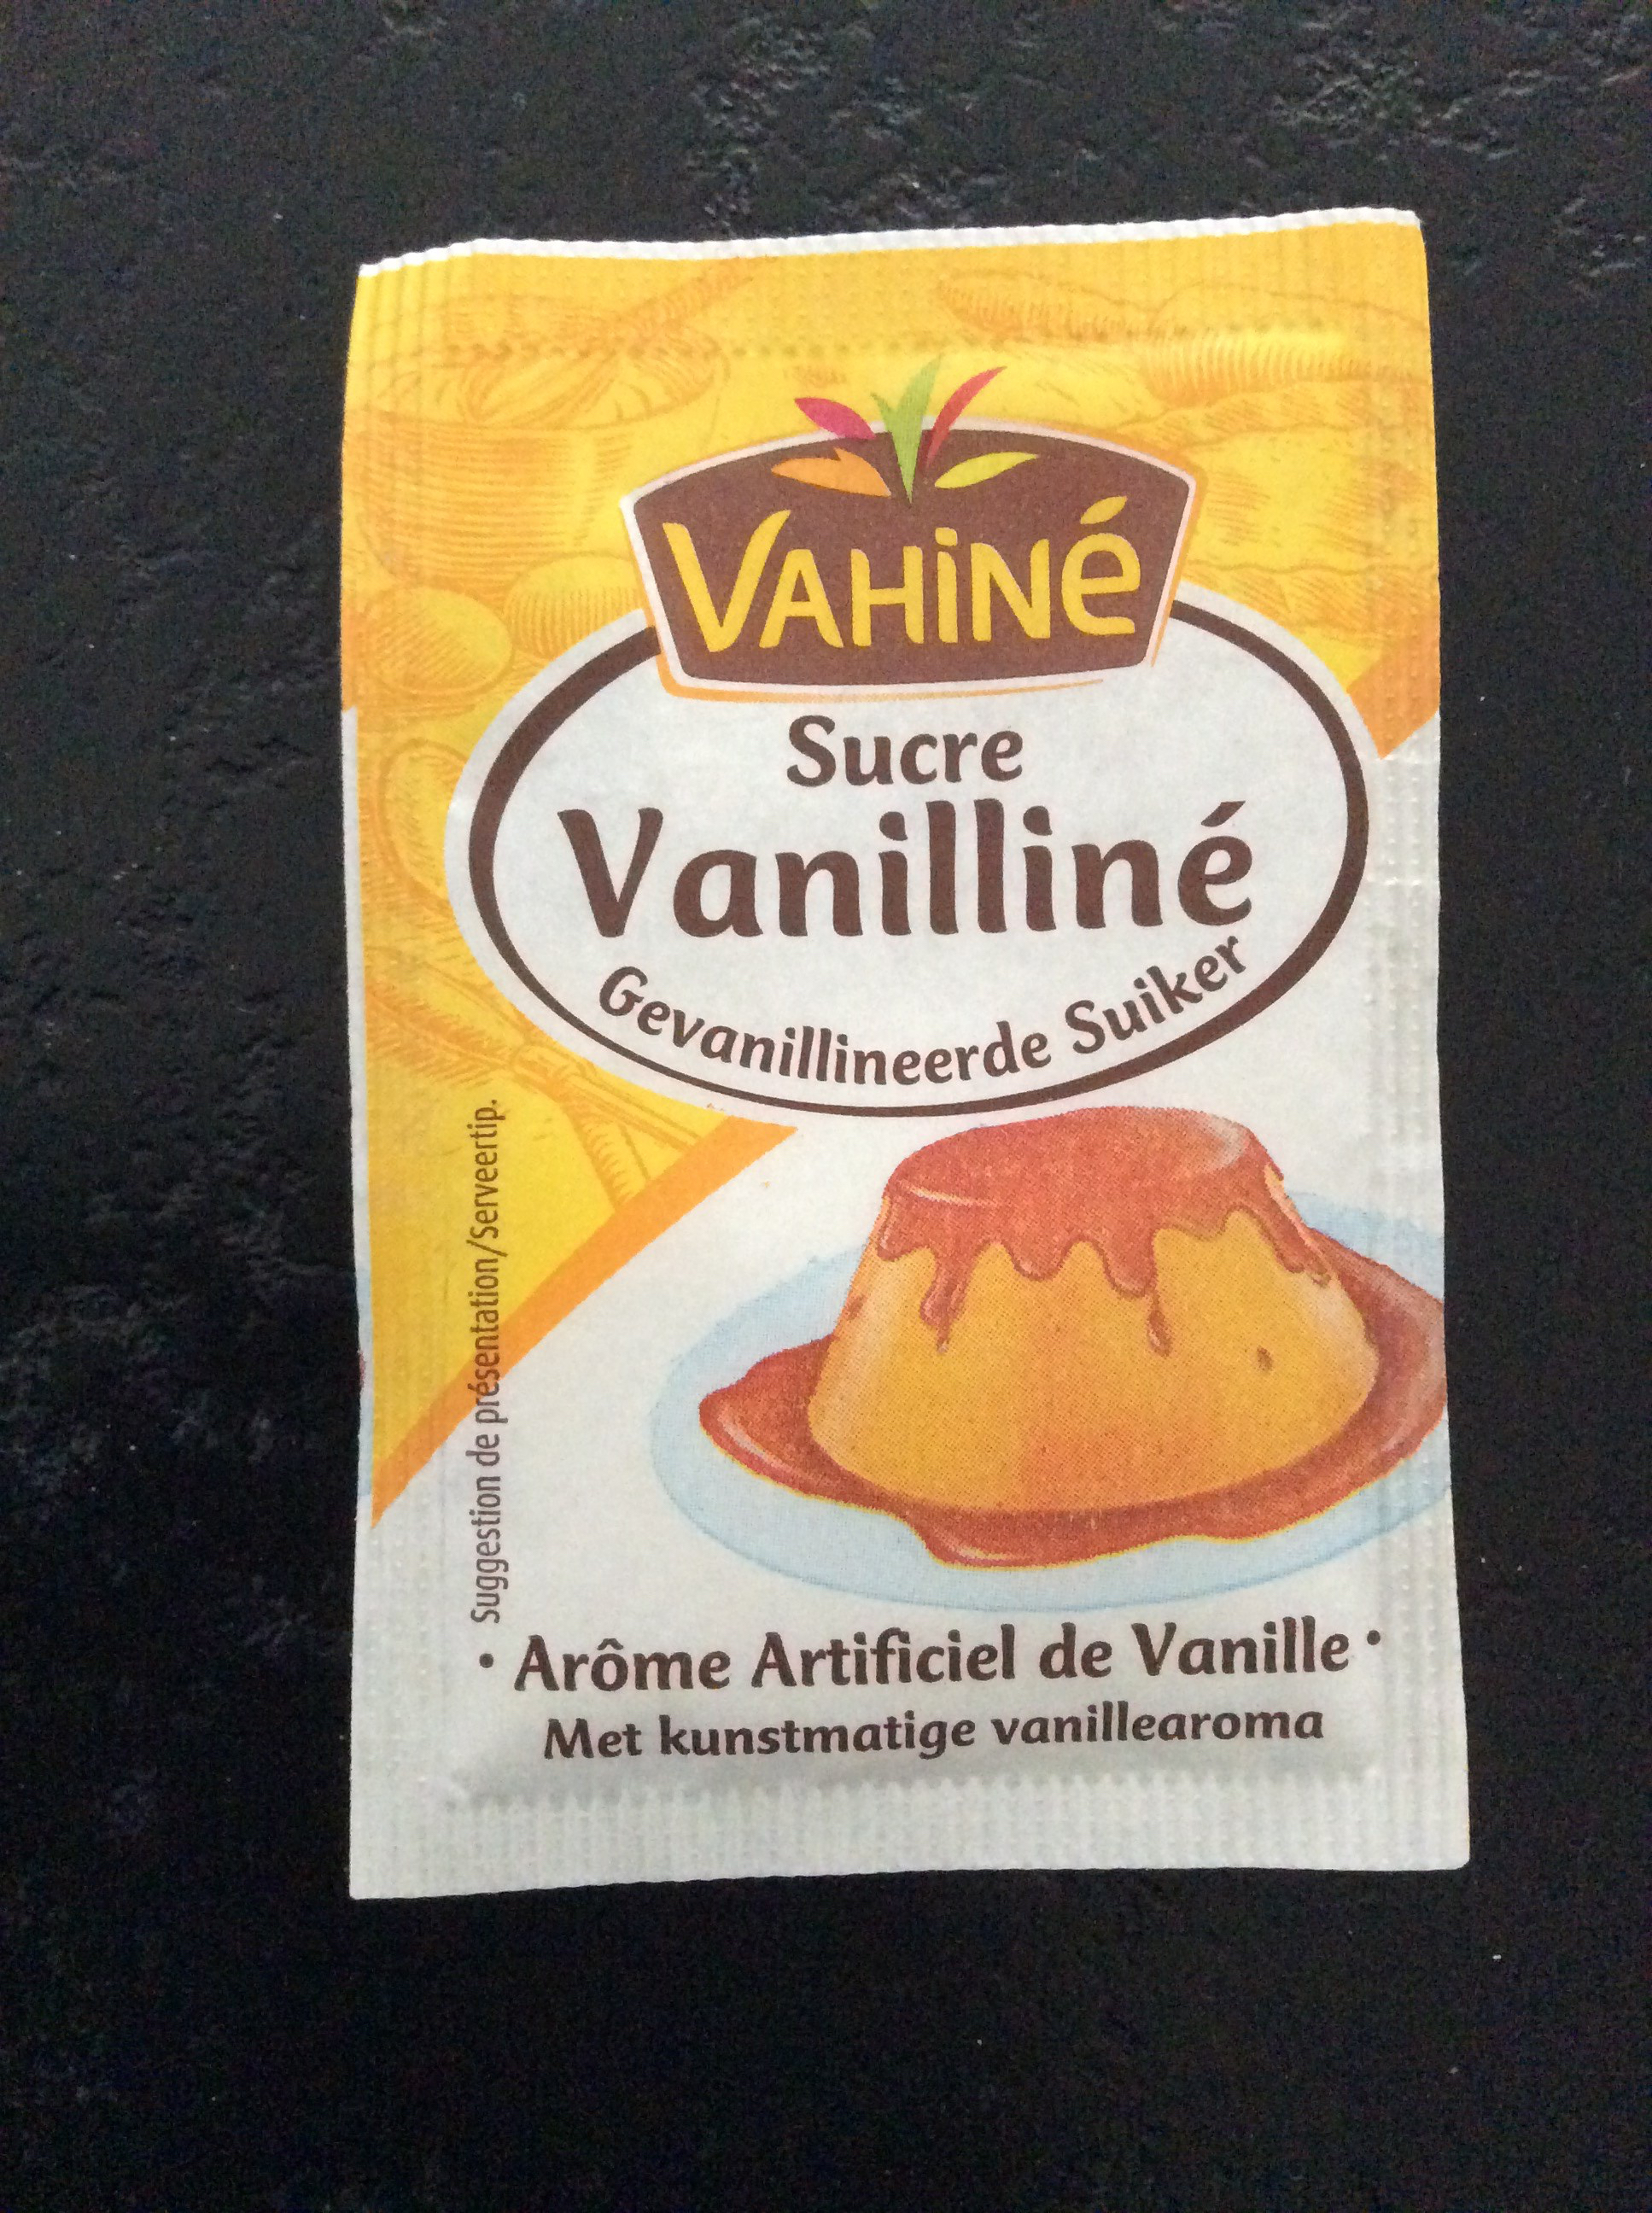 VAHiNé
Sucre
Vanilliné
Gevanillineerde Suiker
Suggestion de présentation/Serveertip.
• Arôme Artificiel de Vanille •
Met kunstmatige vanillearoma